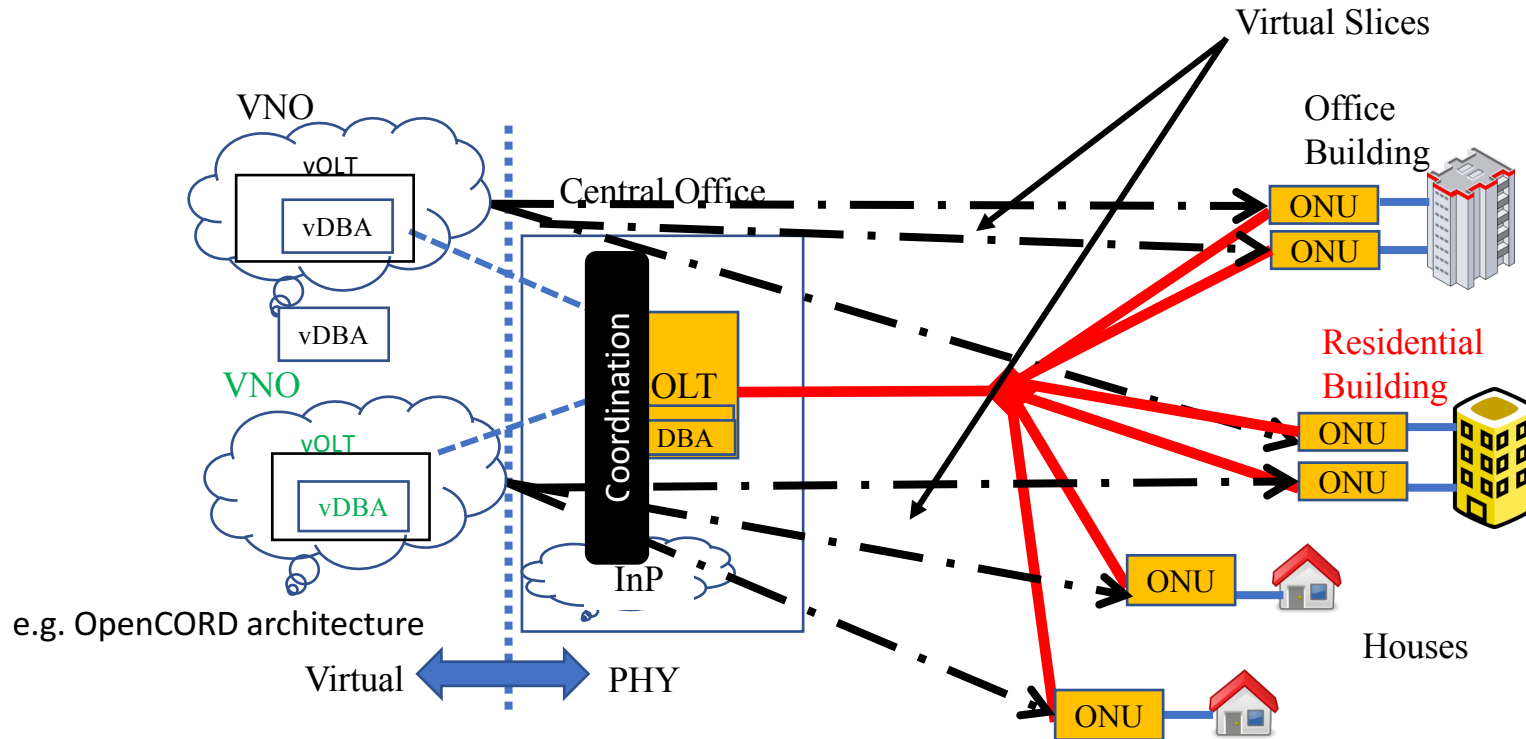 Virtual Slices
VNO
vOLT
vDBA
vDBA
Central Office
Office
Building
ONU
ONU
Coordination
OLT
DBA
Residential
Building
ONU
ONU
VNO
vOLT
vDBA
InP
ONU
Houses
ONU
e.g. OpenCORD architecture
Virtual
PHY